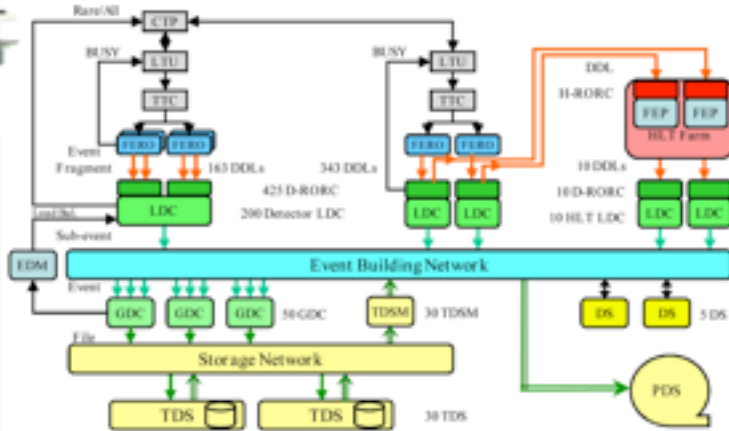 Rare/All
CTP
BUSY
LTU
BUSY
LTU
DDL
TTC
TTC
H-RORC
FEP
FEP
HLT Farm
FERO
FERO
FERO
FERO
Event
Fragment
163 DDLs
343 DDLs
10 DDLs
425 D-RORC
10 D-RORC
LDC
200 Detector LDC
LDC
LDC
10 HLT LDC
LDC
LDC
Sub-event
EDM
Event Building Network
Event
GDC
GDC
GDC
50 GDC
TDSM
30 TDSM
DS
DS
5 DS
File
Storage Network
PDS
TDS
TDS
30 TDS